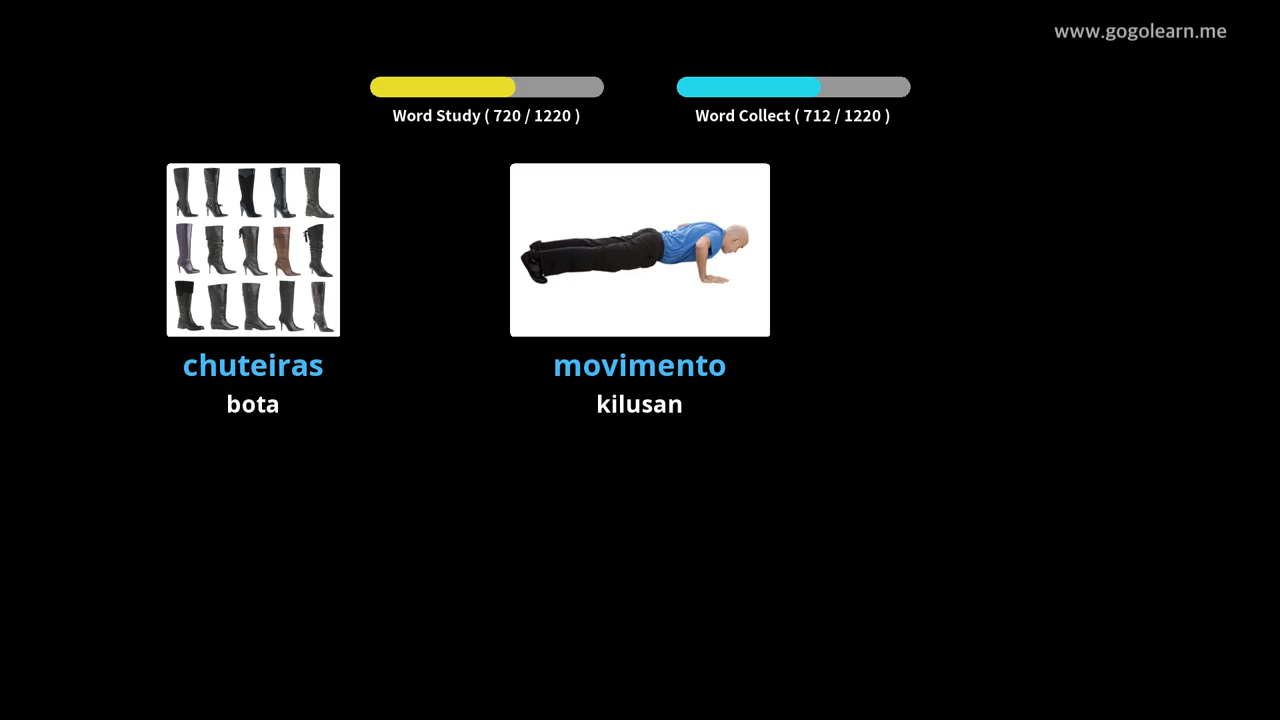 www.gogolearn.me
Word Study ( 720 / 1220 )
Word Collect ( 712 / 1220 )
chuteiras
bota
movimento
kilusan